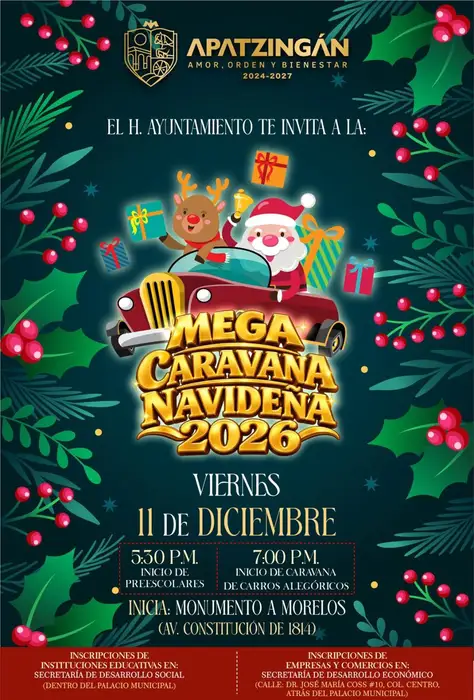 APATZINGÁN
AMOR, ORDEN Y BIENESTAR
2024-2027
EL H. AYUNTAMIENTO TE INVITA A LA:
MEGA
CARAVANA
NAVIDEÑA
2026
VIERNES
11 DE DICIEMBRE
5:30 P.M.
INICIO DE
PREESCOLARES
7:00 P.M.
INICIO DE CARAVANA
DE CARROS ALEGÓRICOS
INICIA: MONUMENTO A MORELOS
(AV. CONSTITUCIÓN DE 1814)
INSCRIPCIONES DE
INSTITUCIONES EDUCATIVAS EN:
SECRETARÍA DE DESARROLLO SOCIAL
(DENTRO DEL PALACIO MUNICIPAL)
INSCRIPCIONES DE
EMPRESAS Y COMERCIOS EN:
SECRETARÍA DE DESARROLLO ECONÓMICO
(CALLE: DR. JOSÉ MARÍA COSS #10, COL. CENTRO,
ATRÁS DEL PALACIO MUNICIPAL)